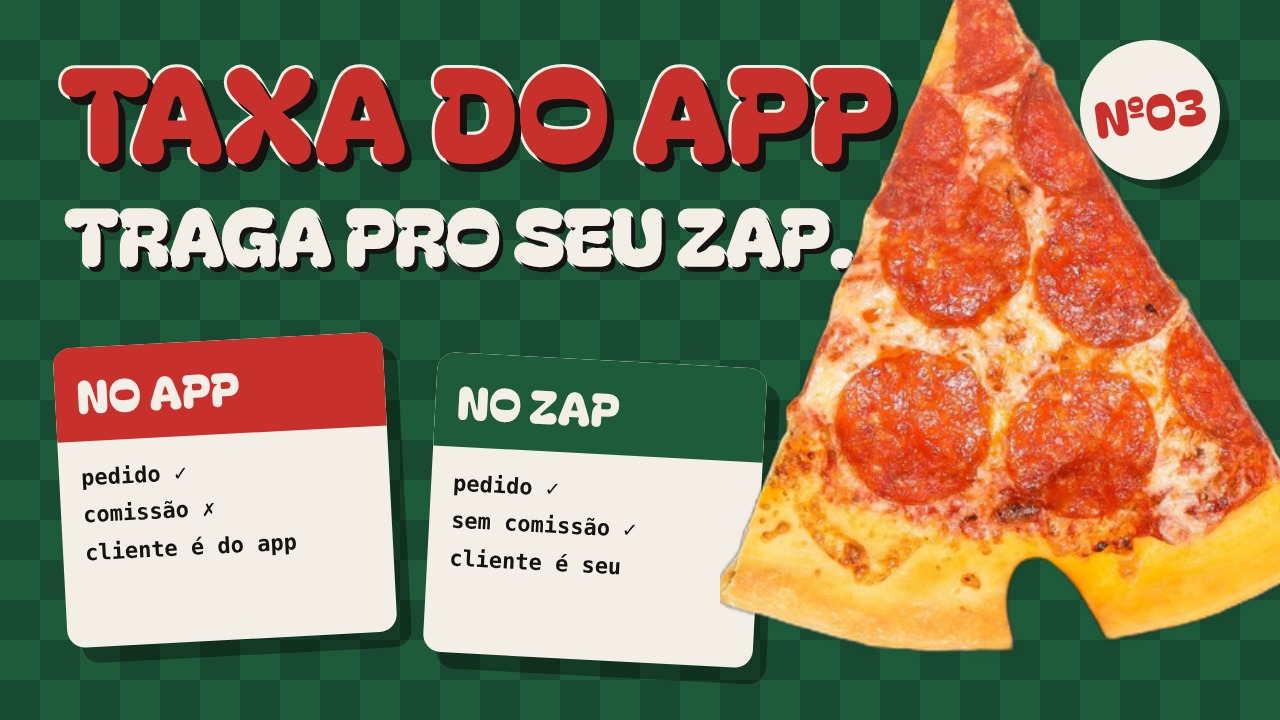 TAXA DO APP
Nº03
TRAGA PRO SEU ZAP.
NO APP
pedido ✓
comissão ✗
cliente é do app
NO ZAP
pedido ✓
sem comissão ✓
cliente é seu